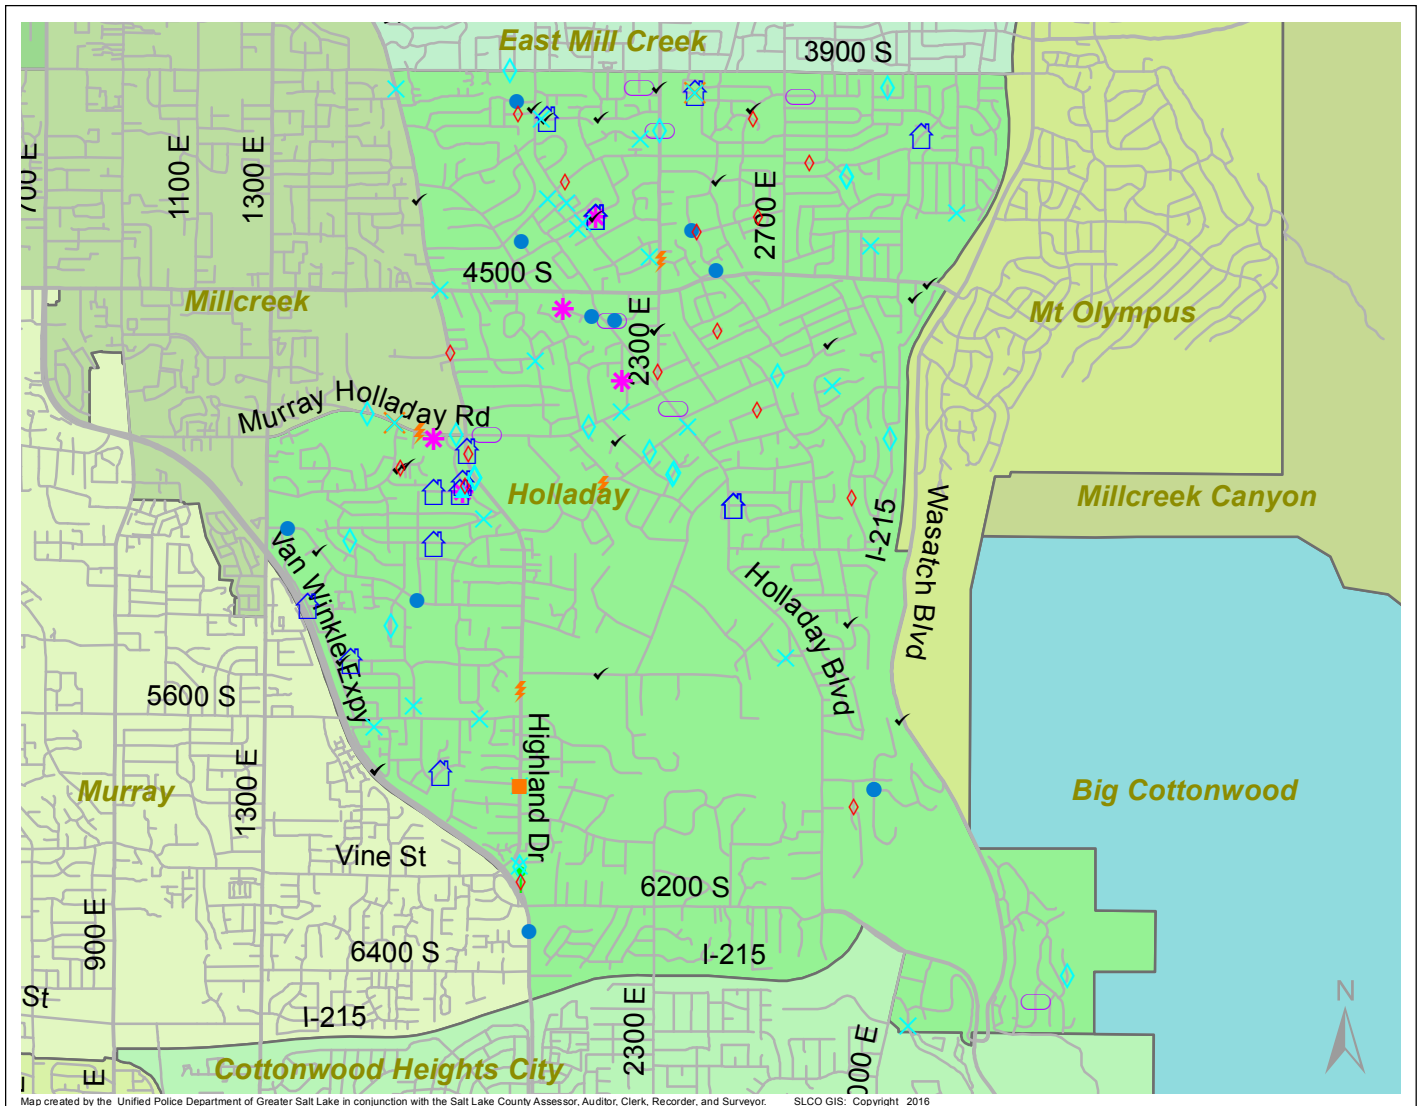 East Mill Creek
3900 S
700 E
1100 E
1300 E
2700 E
4500 S
Millcreek
Mt Olympus
2300 E
Murray Holladay Rd
Holladay
Millcreek Canyon
I-215
Wasatch Blvd
Van Winkle Expy
Holladay Blvd
5600 S
Highland Dr
1300 E
Murray
Big Cottonwood
Vine St
6200 S
900 E
6400 S
I-215
St
I-215
2300 E
000 E
N
Cottonwood Heights City
E
Map created by the Unified Police Department of Greater Salt Lake in conjunction with the Salt Lake County Assessor, Auditor, Clerk, Recorder, and Surveyor. SLCO GIS: Copyright 2016